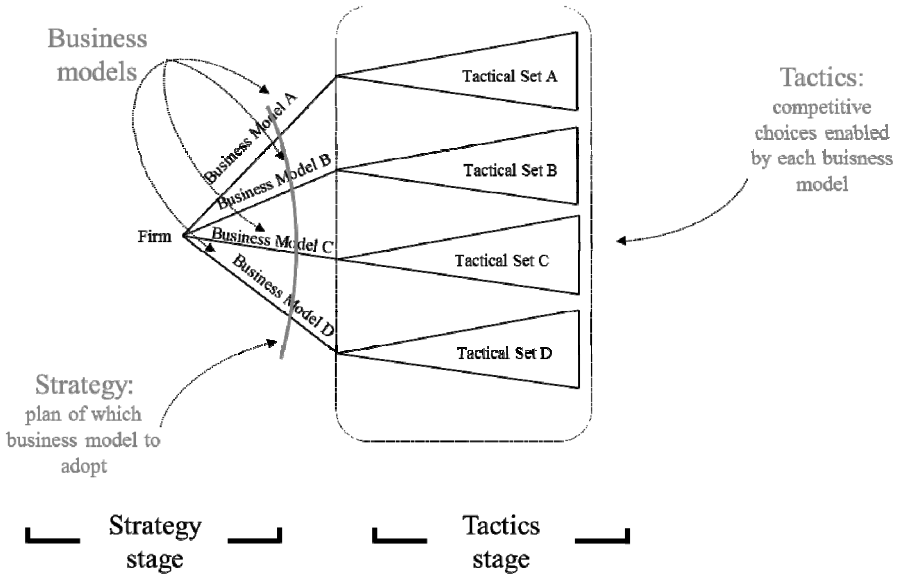 Business
models
Tactical Set A
Tactics:
competitive
choices enabled
by each buisness
model
Business Model A
Business Model B
Tactical Set B
Firm
Business Model C
Tactical Set C
Business Model D
Tactical Set D
Strategy:
plan of which
business model to
adopt
Strategy
stage
Tactics
stage